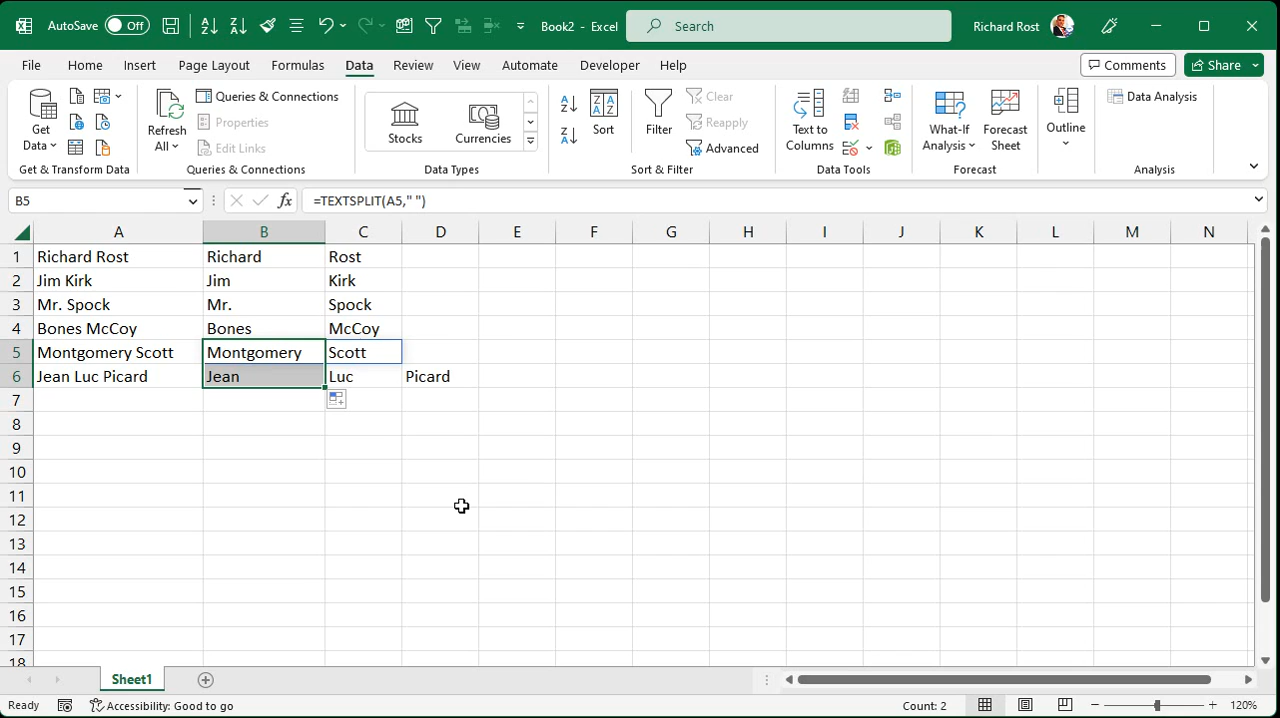 AutoSave Off Book2 - Excel Search Richard Rost
File Home Insert Page Layout Formulas Data Review View Automate Developer Help Comments Share
Get Data Refresh All Queries & Connections Properties Edit Links Stocks Currencies Sort Filter Clear Reapply Advanced Text to Columns What-If Analysis Forecast Sheet Outline Data Analysis
Get & Transform Data Queries & Connections Data Types Sort & Filter Data Tools Forecast Analysis
B5 fx =TEXTSPLIT(A5," ")
A B C D E F G H I J K L M N
1 Richard Rost Richard Rost
2 Jim Kirk Jim Kirk
3 Mr. Spock Mr. Spock
4 Bones McCoy Bones McCoy
5 Montgomery Scott Montgomery Scott
6 Jean Luc Picard Jean Luc Picard
7
8
9
10
11
12
13
14
15
16
17
18
Sheet1
Ready Accessibility: Good to go Count: 2 120%